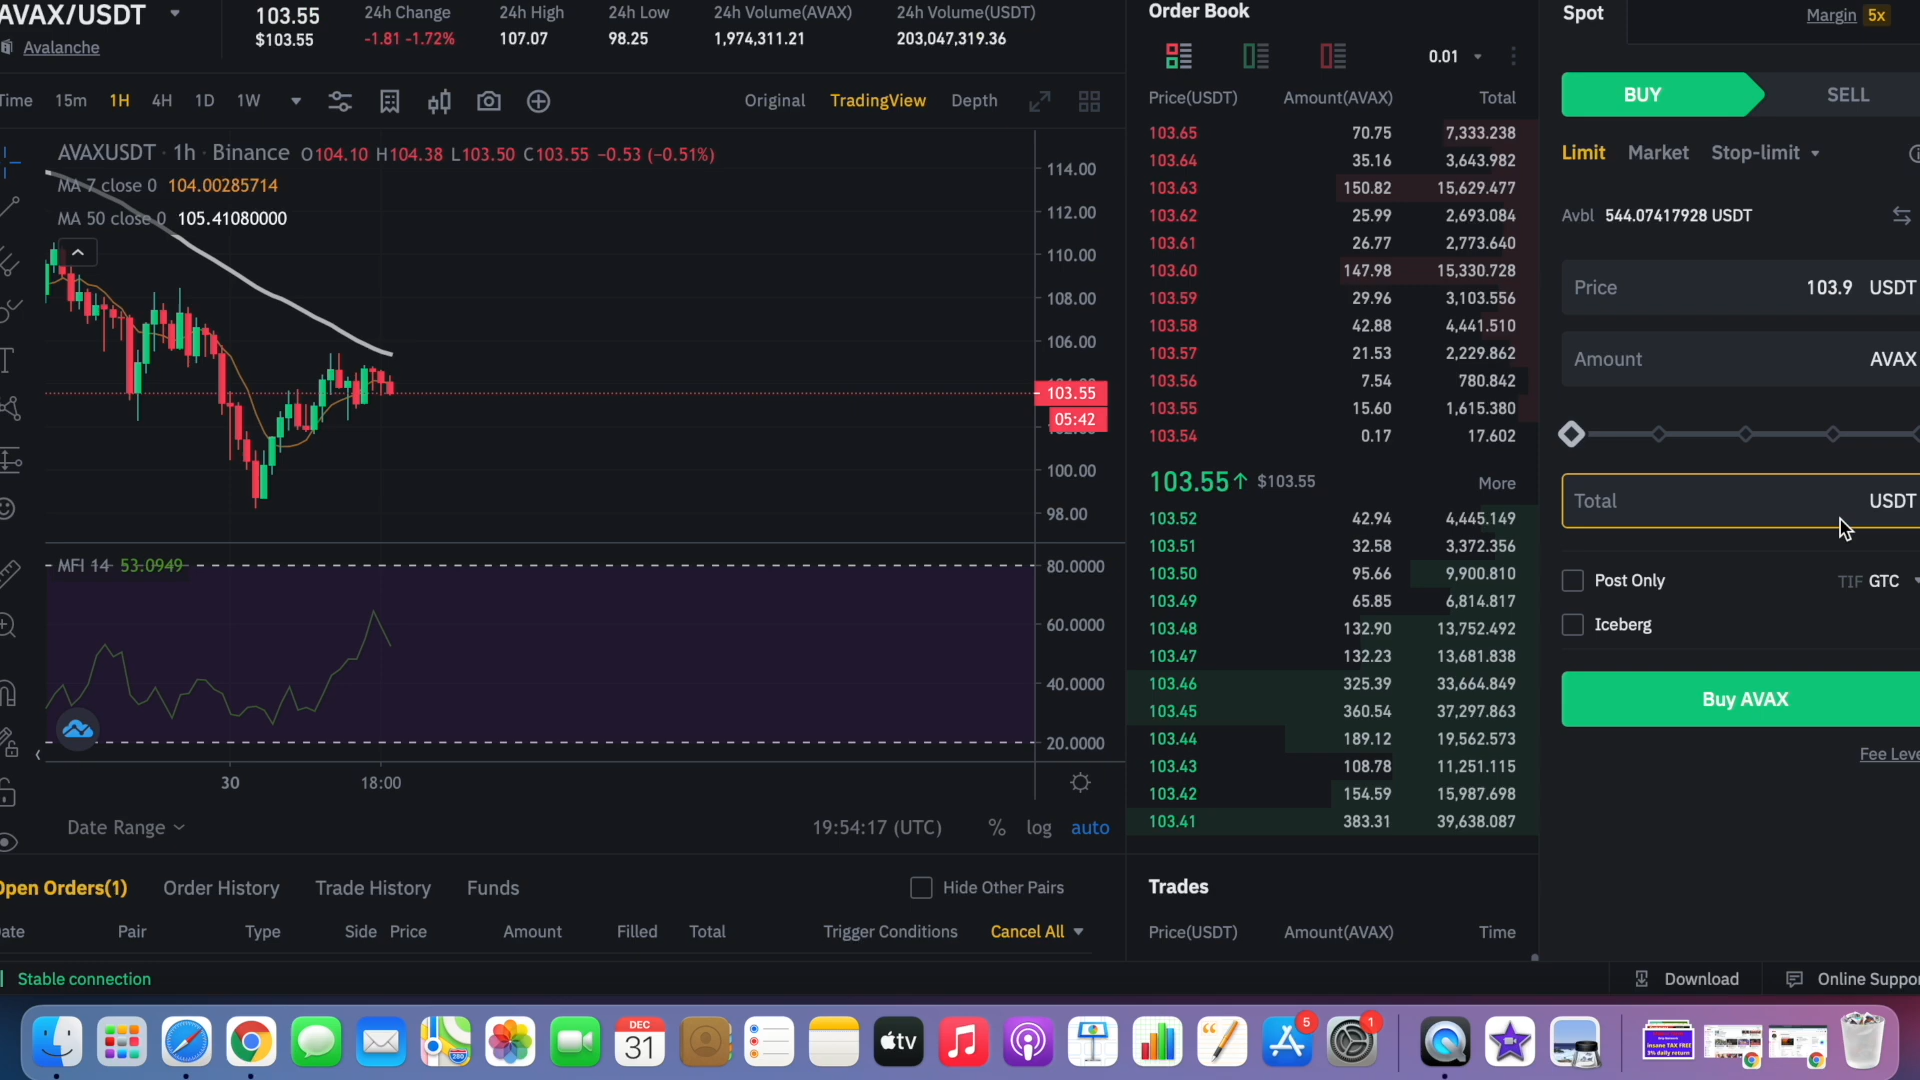 AVAX/USDT
Avalanche
103.55
$103.55
24h Change
-1.81 -1.72%
24h High
107.07
24h Low
98.25
24h Volume(AVAX)
1,974,311.21
24h Volume(USDT)
203,047,319.36
Time 15m 1H 4H 1D 1W
Original TradingView Depth
AVAXUSDT · 1h · Binance O104.10 H104.38 L103.50 C103.55 −0.53 (−0.51%)
MA 7 close 0 104.00285714
MA 50 close 0 105.41080000
114.00
112.00
110.00
108.00
106.00
103.55
05:42
100.00
98.00
MFI 14 53.0949
80.0000
60.0000
40.0000
20.0000
30 18:00
Date Range
19:54:17 (UTC) % log auto
Order Book
0.01
Price(USDT) Amount(AVAX) Total
103.65 70.75 7,333.238
103.64 35.16 3,643.982
103.63 150.82 15,629.477
103.62 25.99 2,693.084
103.61 26.77 2,773.640
103.60 147.98 15,330.728
103.59 29.96 3,103.556
103.58 42.88 4,441.510
103.57 21.53 2,229.862
103.56 7.54 780.842
103.55 15.60 1,615.380
103.54 0.17 17.602
103.55↑ $103.55 More
103.52 42.94 4,445.149
103.51 32.58 3,372.356
103.50 95.66 9,900.810
103.49 65.85 6,814.817
103.48 132.90 13,752.492
103.47 132.23 13,681.838
103.46 325.39 33,664.849
103.45 360.54 37,297.863
103.44 189.12 19,562.573
103.43 108.78 11,251.115
103.42 154.59 15,987.698
103.41 383.31 39,638.087
Trades
Price(USDT) Amount(AVAX) Time
Spot
Margin 5x
BUY SELL
Limit Market Stop-limit
Avbl 544.07417928 USDT
Price 103.9 USDT
Amount AVAX
Total USDT
Post Only TIF GTC
Iceberg
Buy AVAX
Fee Leve
Open Orders(1) Order History Trade History Funds
Hide Other Pairs
ate Pair Type Side Price Amount Filled Total Trigger Conditions Cancel All
Stable connection
Download Online Suppor
280
DEC
31
tv
5
1
Insane TAX FREE
3% daily return